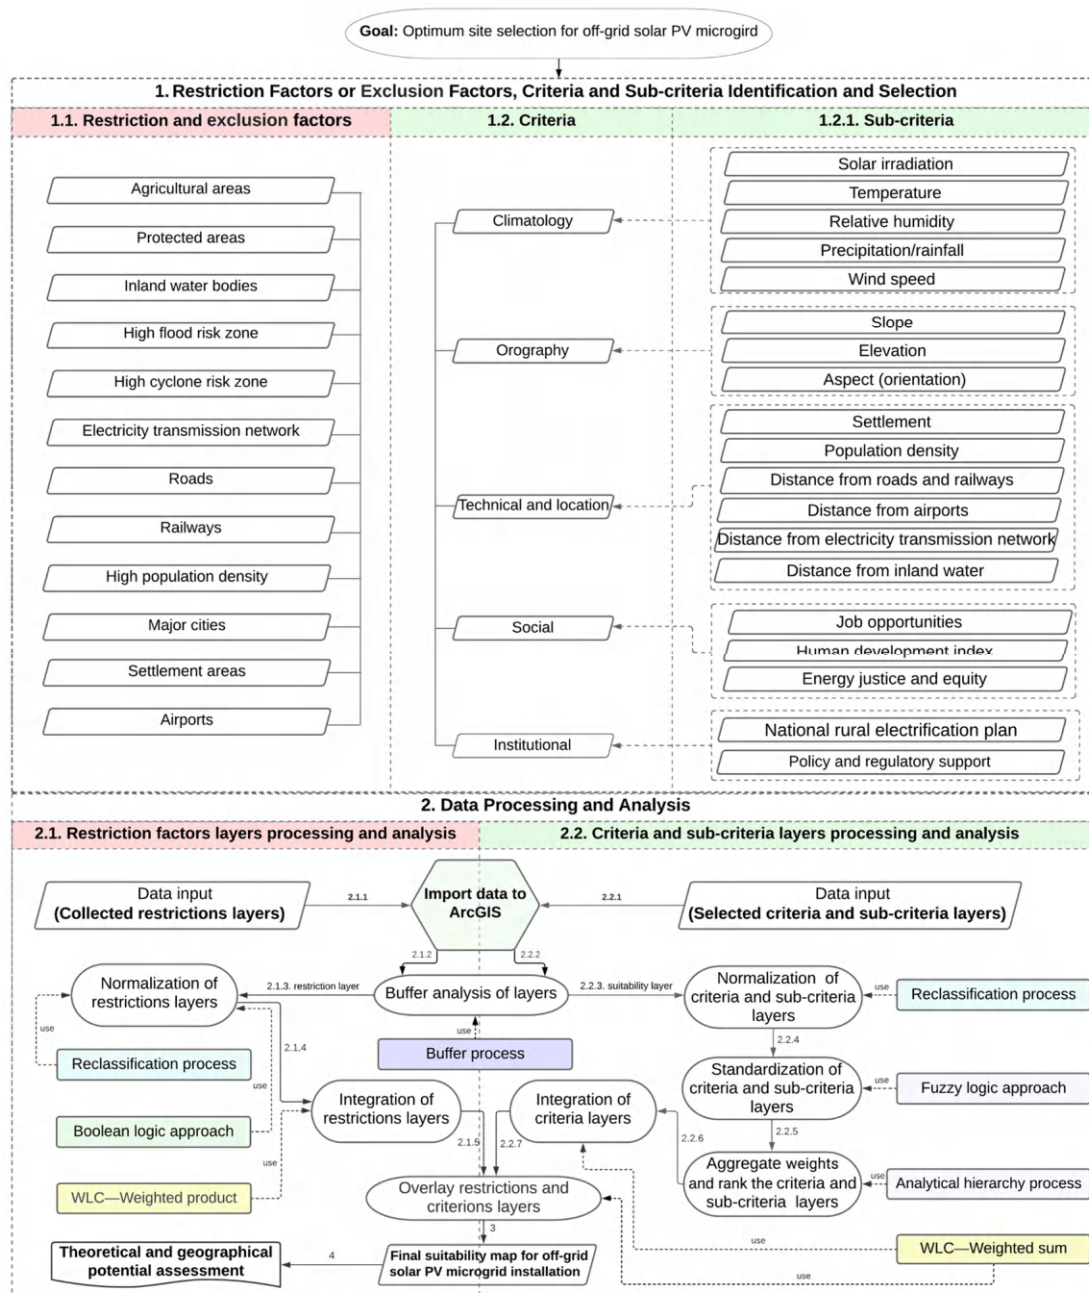 Goal: Optimum site selection for off-grid solar PV microgird
1. Restriction Factors or Exclusion Factors, Criteria and Sub-criteria Identification and Selection
1.1. Restriction and exclusion factors
1.2. Criteria
1.2.1. Sub-criteria
Agricultural areas
Protected areas
Inland water bodies
High flood risk zone
High cyclone risk zone
Electricity transmission network
Roads
Railways
High population density
Major cities
Settlement areas
Airports
Climatology
Orography
Technical and location
Social
Institutional
Solar irradiation
Temperature
Relative humidity
Precipitation/rainfall
Wind speed
Slope
Elevation
Aspect (orientation)
Settlement
Population density
Distance from roads and railways
Distance from airports
Distance from electricity transmission network
Distance from inland water
Job opportunities
Human development index
Energy justice and equity
National rural electrification plan
Policy and regulatory support
2. Data Processing and Analysis
2.1. Restriction factors layers processing and analysis
2.2. Criteria and sub-criteria layers processing and analysis
Data input
(Collected restrictions layers)
2.1.1
Import data to
ArcGIS
2.2.1
Data input
(Selected criteria and sub-criteria layers)
2.1.2
2.2.2
Normalization of
restrictions layers
2.1.3. restriction layer
Buffer analysis of layers
2.2.3. suitability layer
Normalization of
criteria and sub-criteria
layers
use
Reclassification process
use
Reclassification process
2.1.4
use
Buffer process
2.2.4
Standardization of
criteria and sub-criteria
layers
use
Fuzzy logic approach
Boolean logic approach
use
Integration of
restrictions layers
2.1.5
Integration of
criteria layers
2.2.7
2.2.6
2.2.5
WLC—Weighted product
use
Aggregate weights
and rank the criteria and
sub-criteria layers
use
Analytical hierarchy process
Overlay restrictions and
criterions layers
3
use
WLC—Weighted sum
use
Theoretical and geographical
potential assessment
4
Final suitability map for off-grid
solar PV microgrid installation